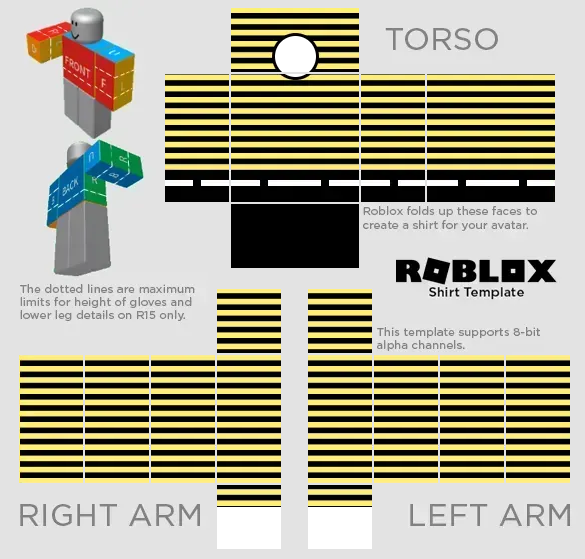 TORSO
FRONT
F
L
U
R
BACK
B
R
Roblox folds up these faces to
create a shirt for your avatar.
ROBLOX
Shirt Template
The dotted lines are maximum
limits for height of gloves and
lower leg details on R15 only.
This template supports 8-bit
alpha channels.
RIGHT ARM
LEFT ARM